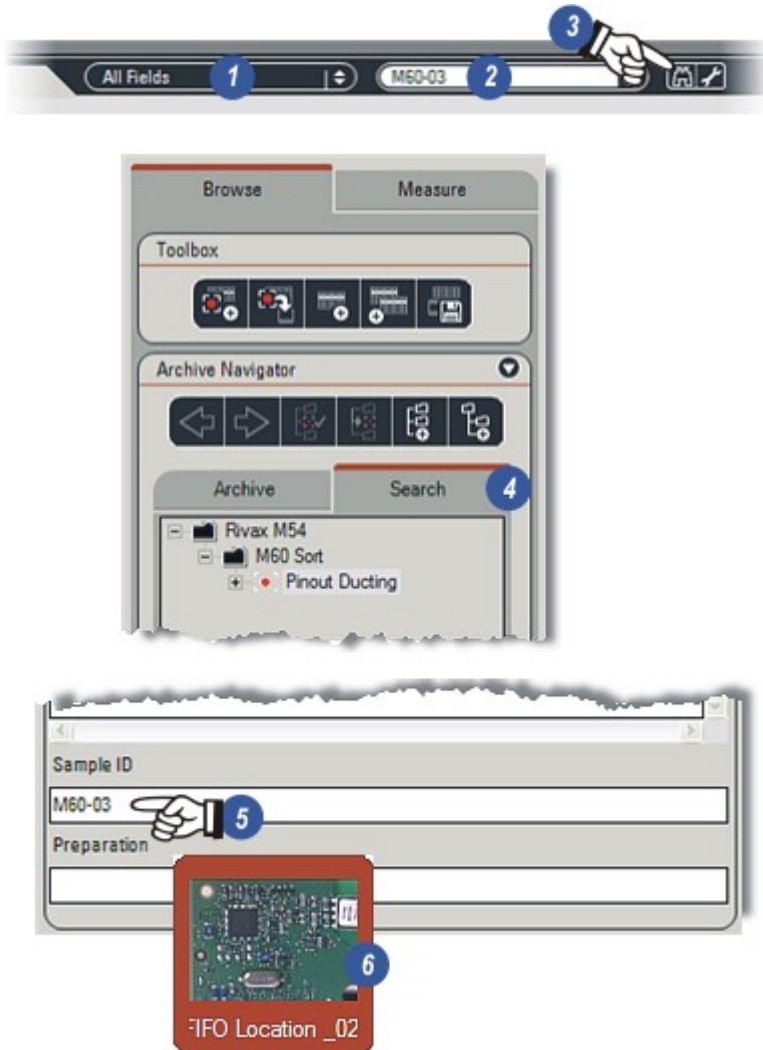 3
All Fields 1 M60-03 2
Browse Measure
Toolbox
Archive Navigator
Archive Search 4
Rivax M54
M60 Sort
Pinout Ducting
Sample ID
M60-03 5
Preparation
6
FIFO Location _02